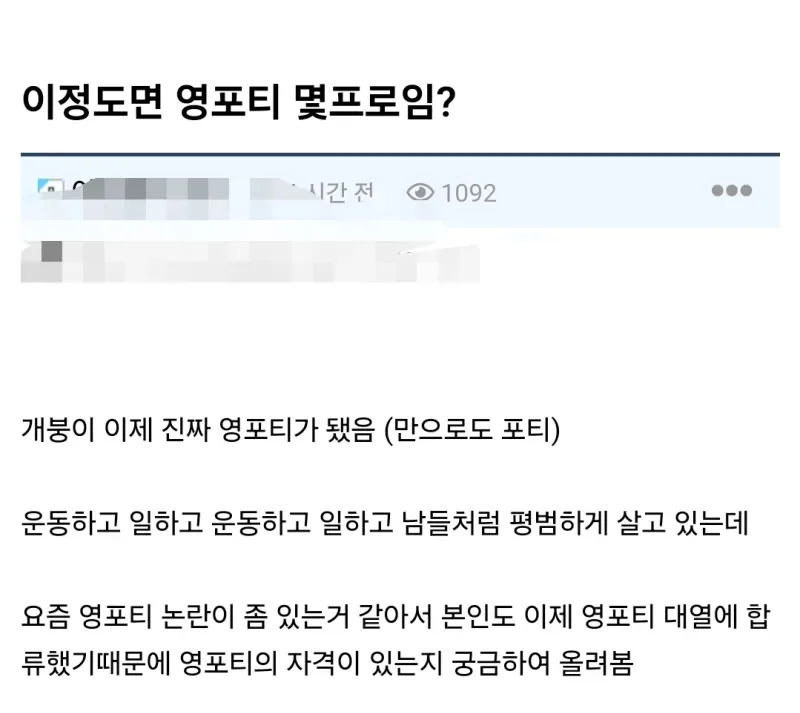 이정도면 영포티 몇프로임?
시간 전 1092
개붕이 이제 진짜 영포티가 됐음 (만으로도 포티)
운동하고 일하고 운동하고 일하고 남들처럼 평범하게 살고 있는데
요즘 영포티 논란이 좀 있는거 같아서 본인도 이제 영포티 대열에 합
류했기때문에 영포티의 자격이 있는지 궁금하여 올려봄